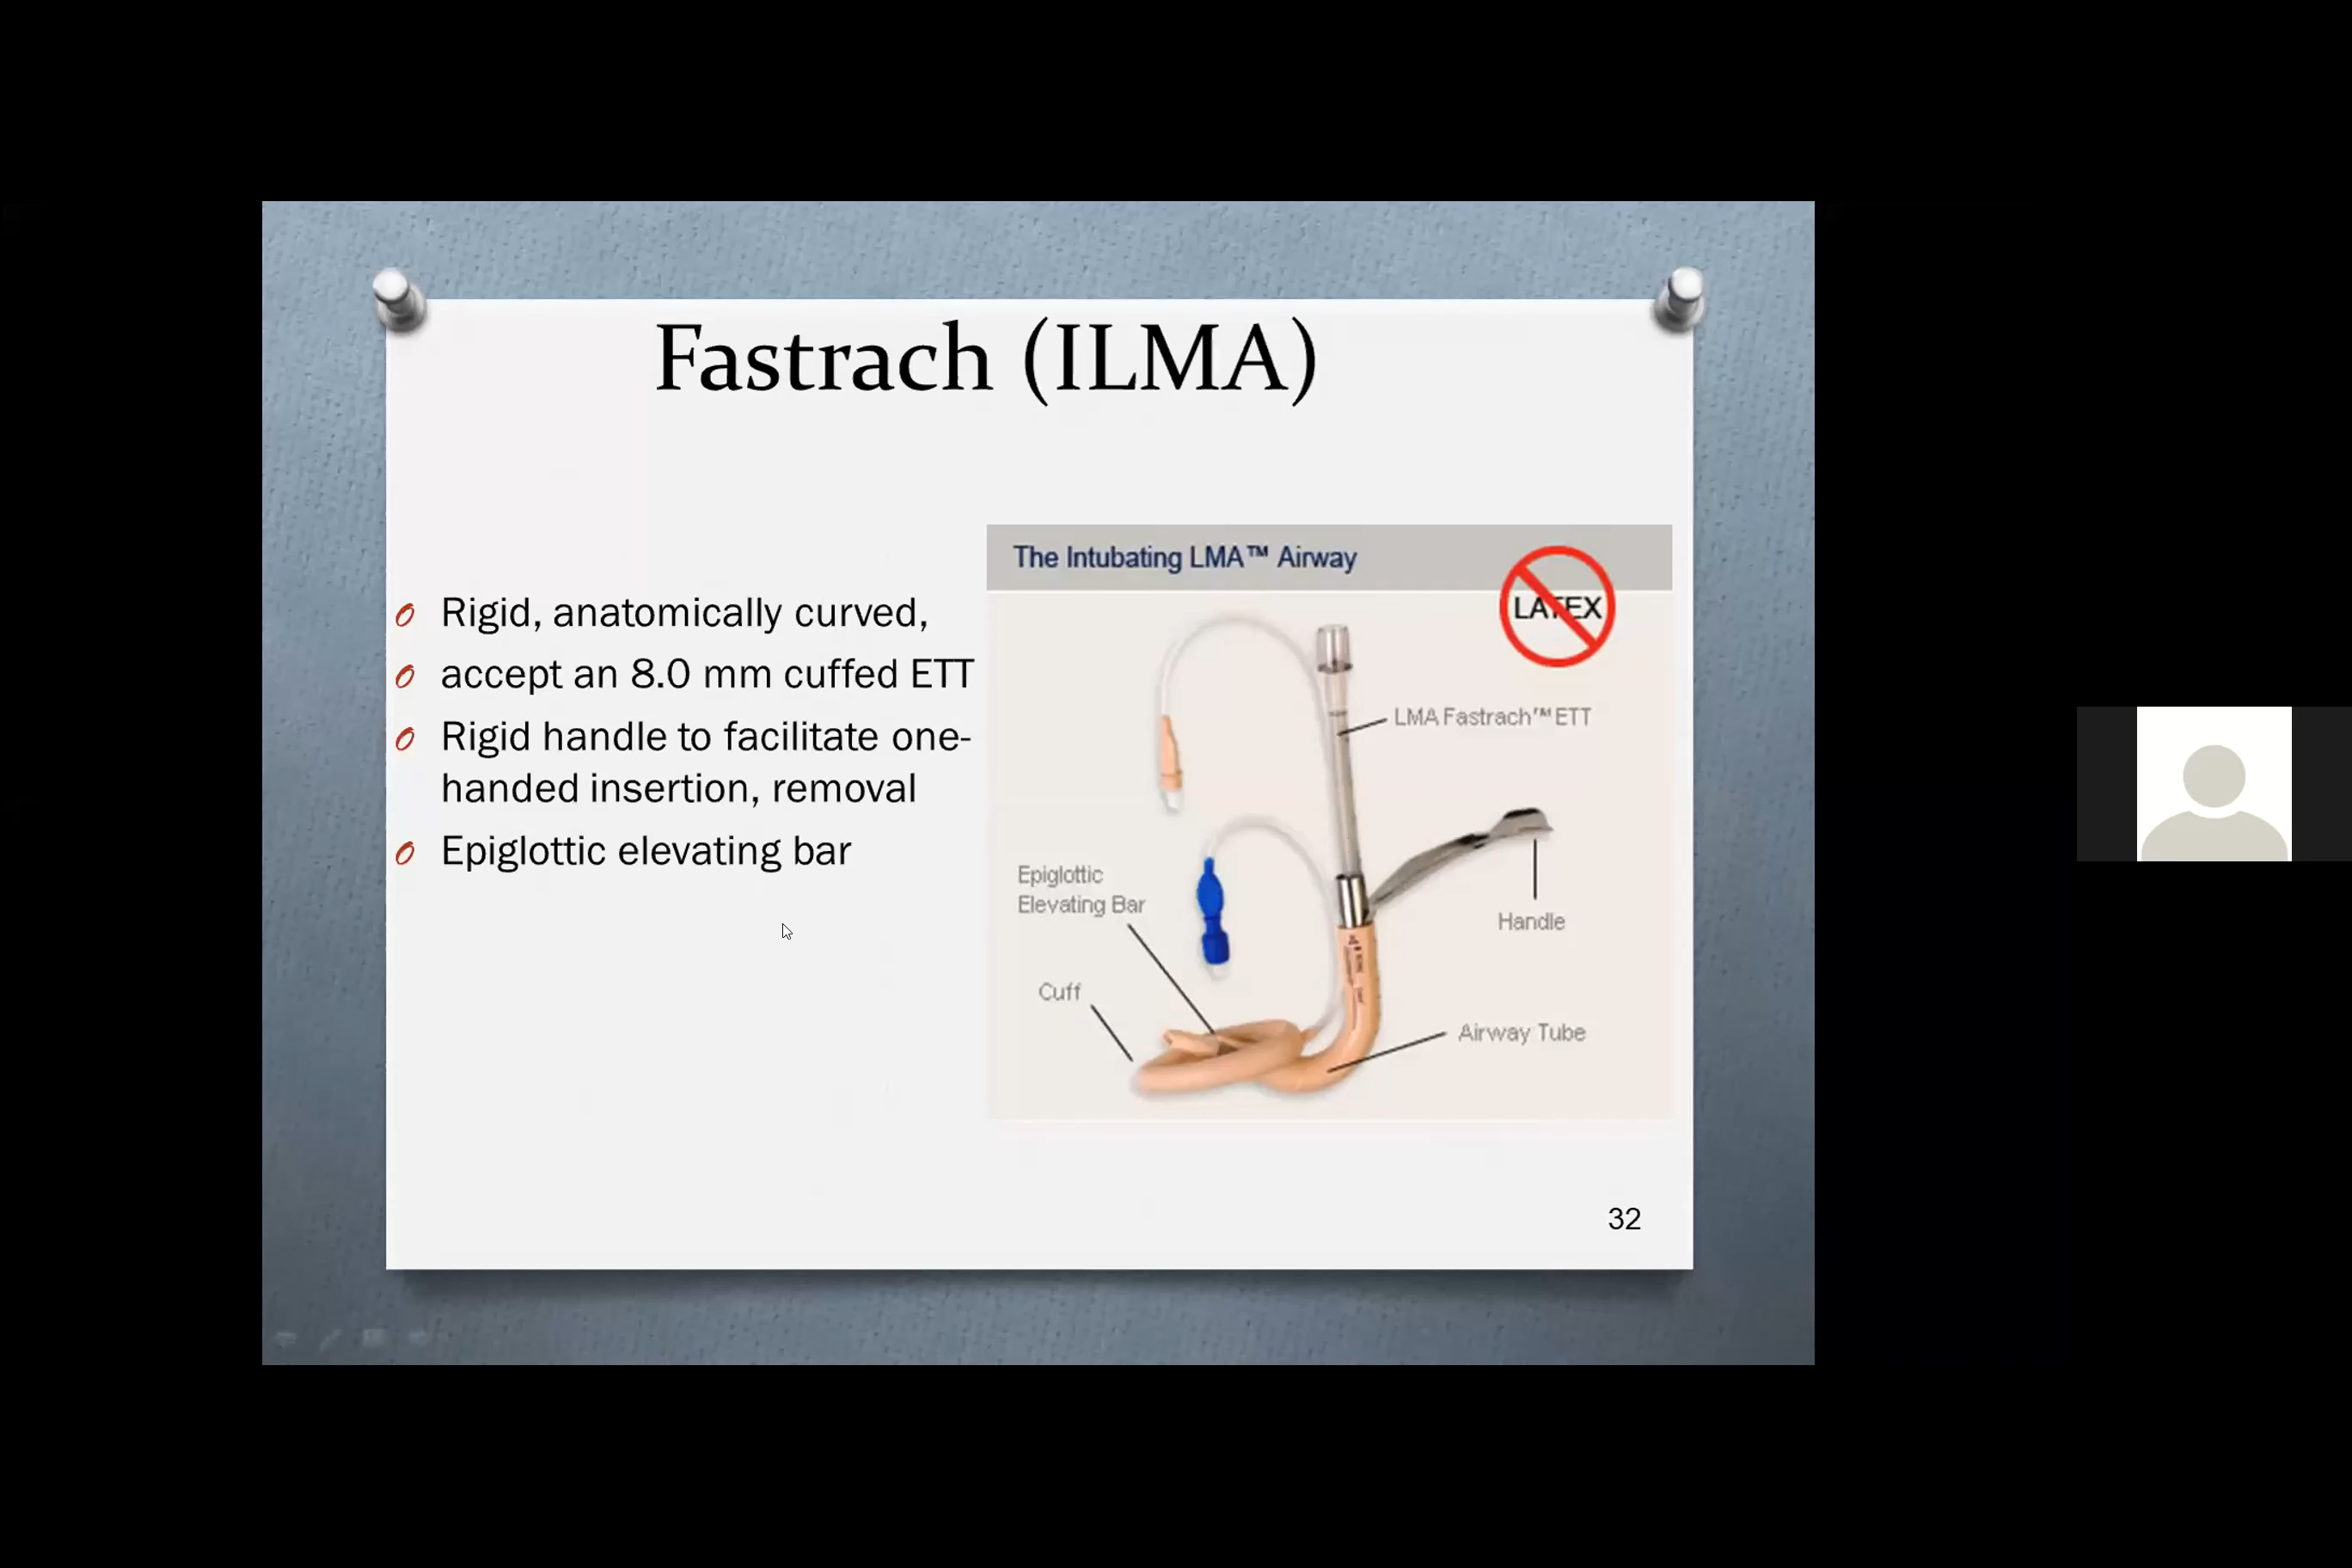 Fastrach (ILMA)
Rigid, anatomically curved,
accept an 8.0 mm cuffed ETT
Rigid handle to facilitate one-
handed insertion, removal
Epiglottic elevating bar
The Intubating LMA™ Airway
LATEX
LMA Fastrach™ ETT
Epiglottic
Elevating Bar
Handle
Cuff
Airway Tube
32